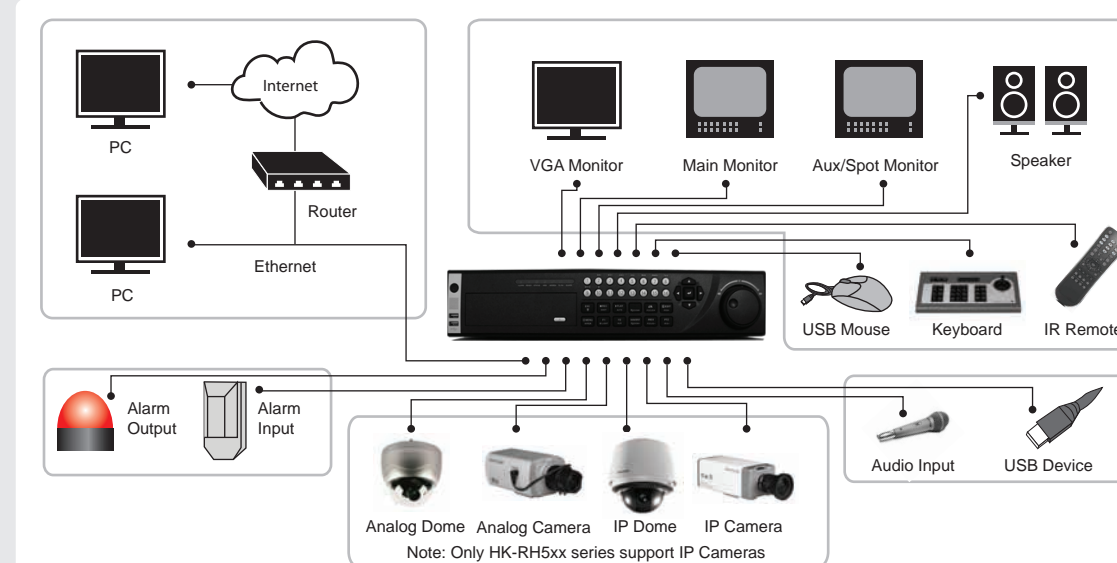 Internet
PC
Router
Ethernet
PC
VGA Monitor
Main Monitor
Aux/Spot Monitor
Speaker
USB Mouse
Keyboard
IR Remote
Alarm
Output
Alarm
Input
Analog Dome
Analog Camera
IP Dome
IP Camera
Note: Only HK-RH5xx series support IP Cameras
Audio Input
USB Device